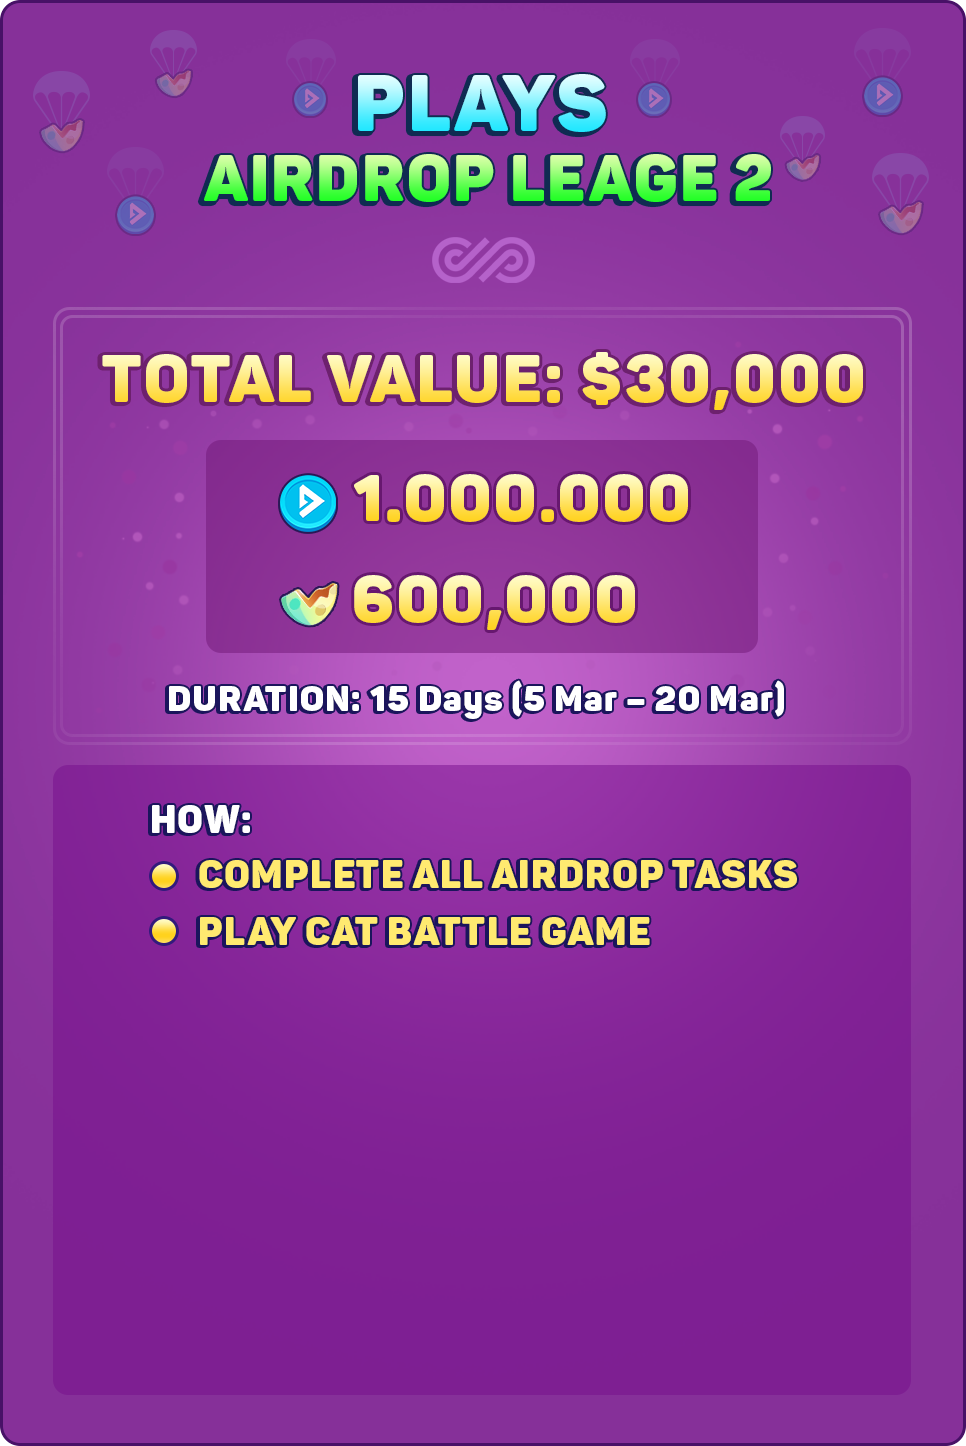 PLAYS
AIRDROP LEAGE 2
TOTAL VALUE: $30,000
1.000.000
600,000
DURATION: 15 Days (5 Mar – 20 Mar)
HOW:
COMPLETE ALL AIRDROP TASKS
PLAY CAT BATTLE GAME